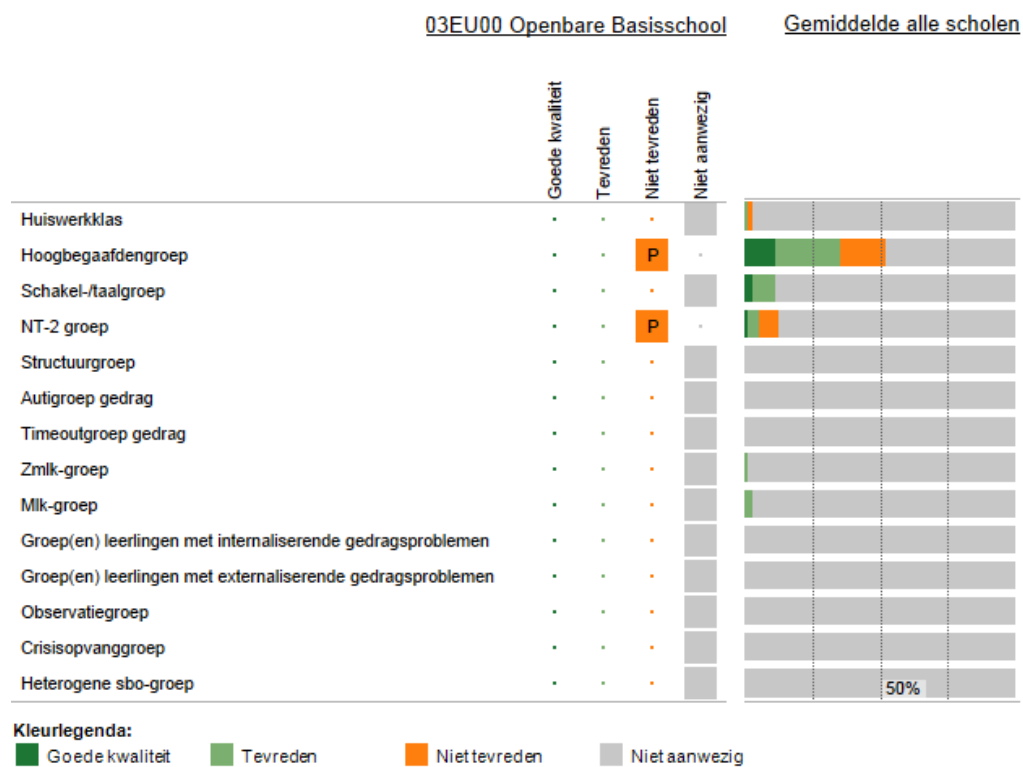 03EU00 Openbare Basisschool
Gemiddelde alle scholen
Goede kwaliteit
Tevreden
Niet tevreden
Niet aanwezig
Huiswerkklas
Hoogbegaafdengroep P
Schakel-/taalgroep
NT-2 groep P
Structuurgroep
Autigroep gedrag
Timeoutgroep gedrag
Zmlk-groep
Mlk-groep
Groep(en) leerlingen met internaliserende gedragsproblemen
Groep(en) leerlingen met externaliserende gedragsproblemen
Observatiegroep
Crisisopvanggroep
Heterogene sbo-groep 50%
Kleurlegenda:
Goede kwaliteit Tevreden Niet tevreden Niet aanwezig